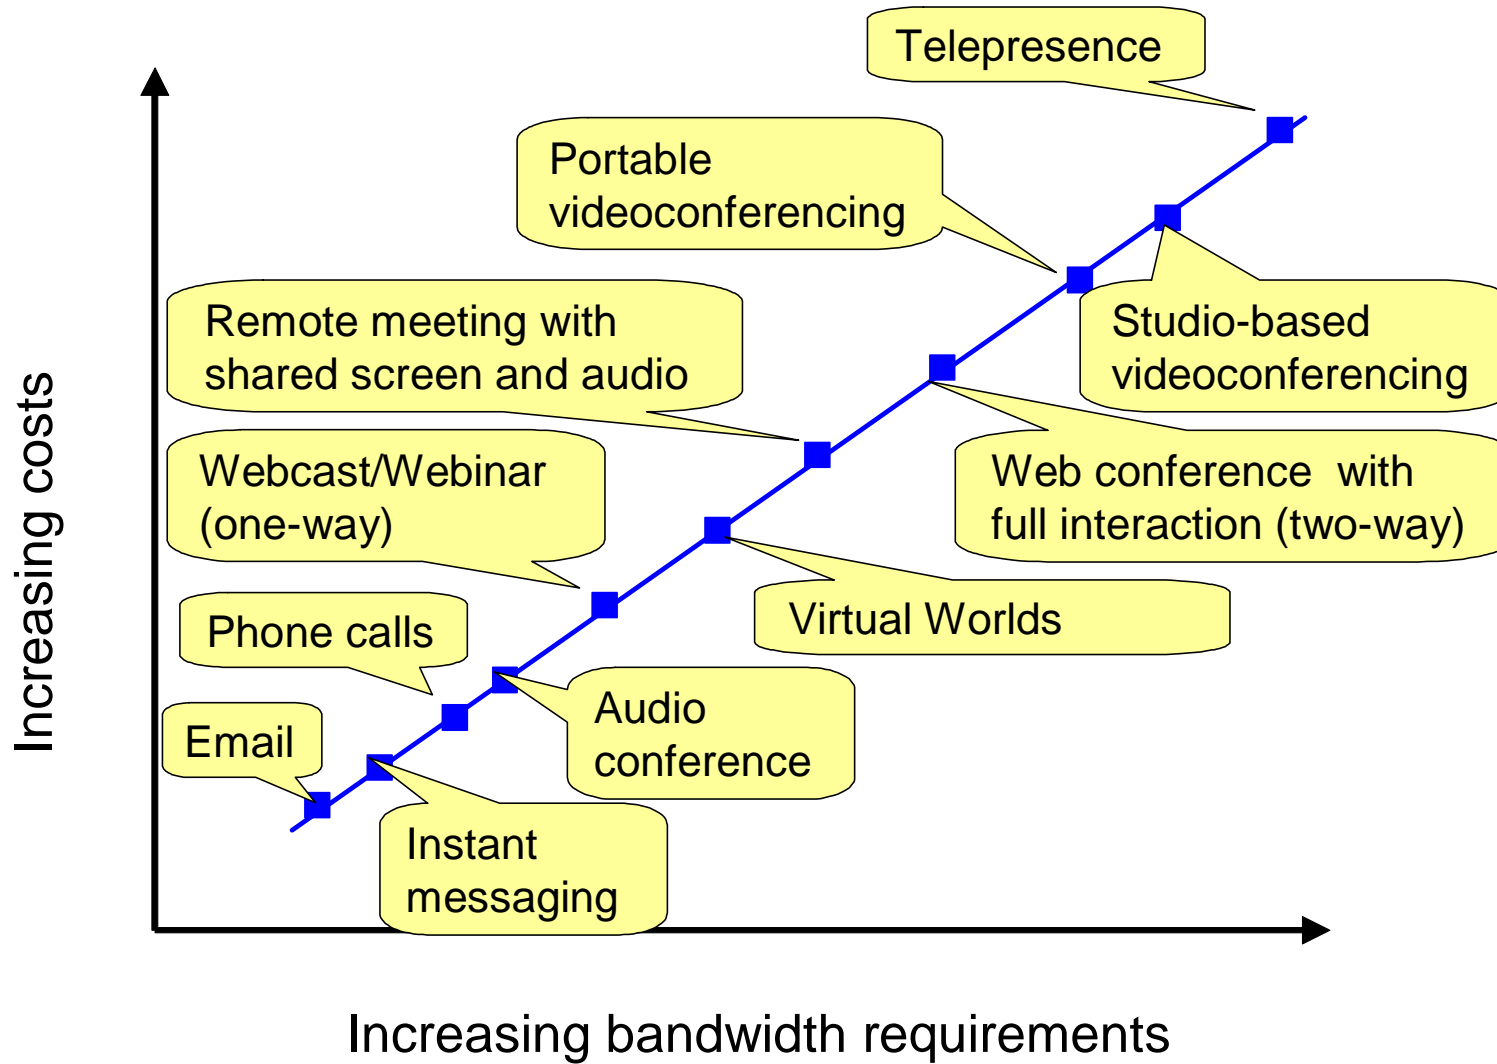 Telepresence
Portable
videoconferencing
Remote meeting with
shared screen and audio
Studio-based
videoconferencing
Webcast/Webinar
(one-way)
Web conference with
full interaction (two-way)
Phone calls
Virtual Worlds
Email
Audio
conference
Instant
messaging
Increasing costs
Increasing bandwidth requirements